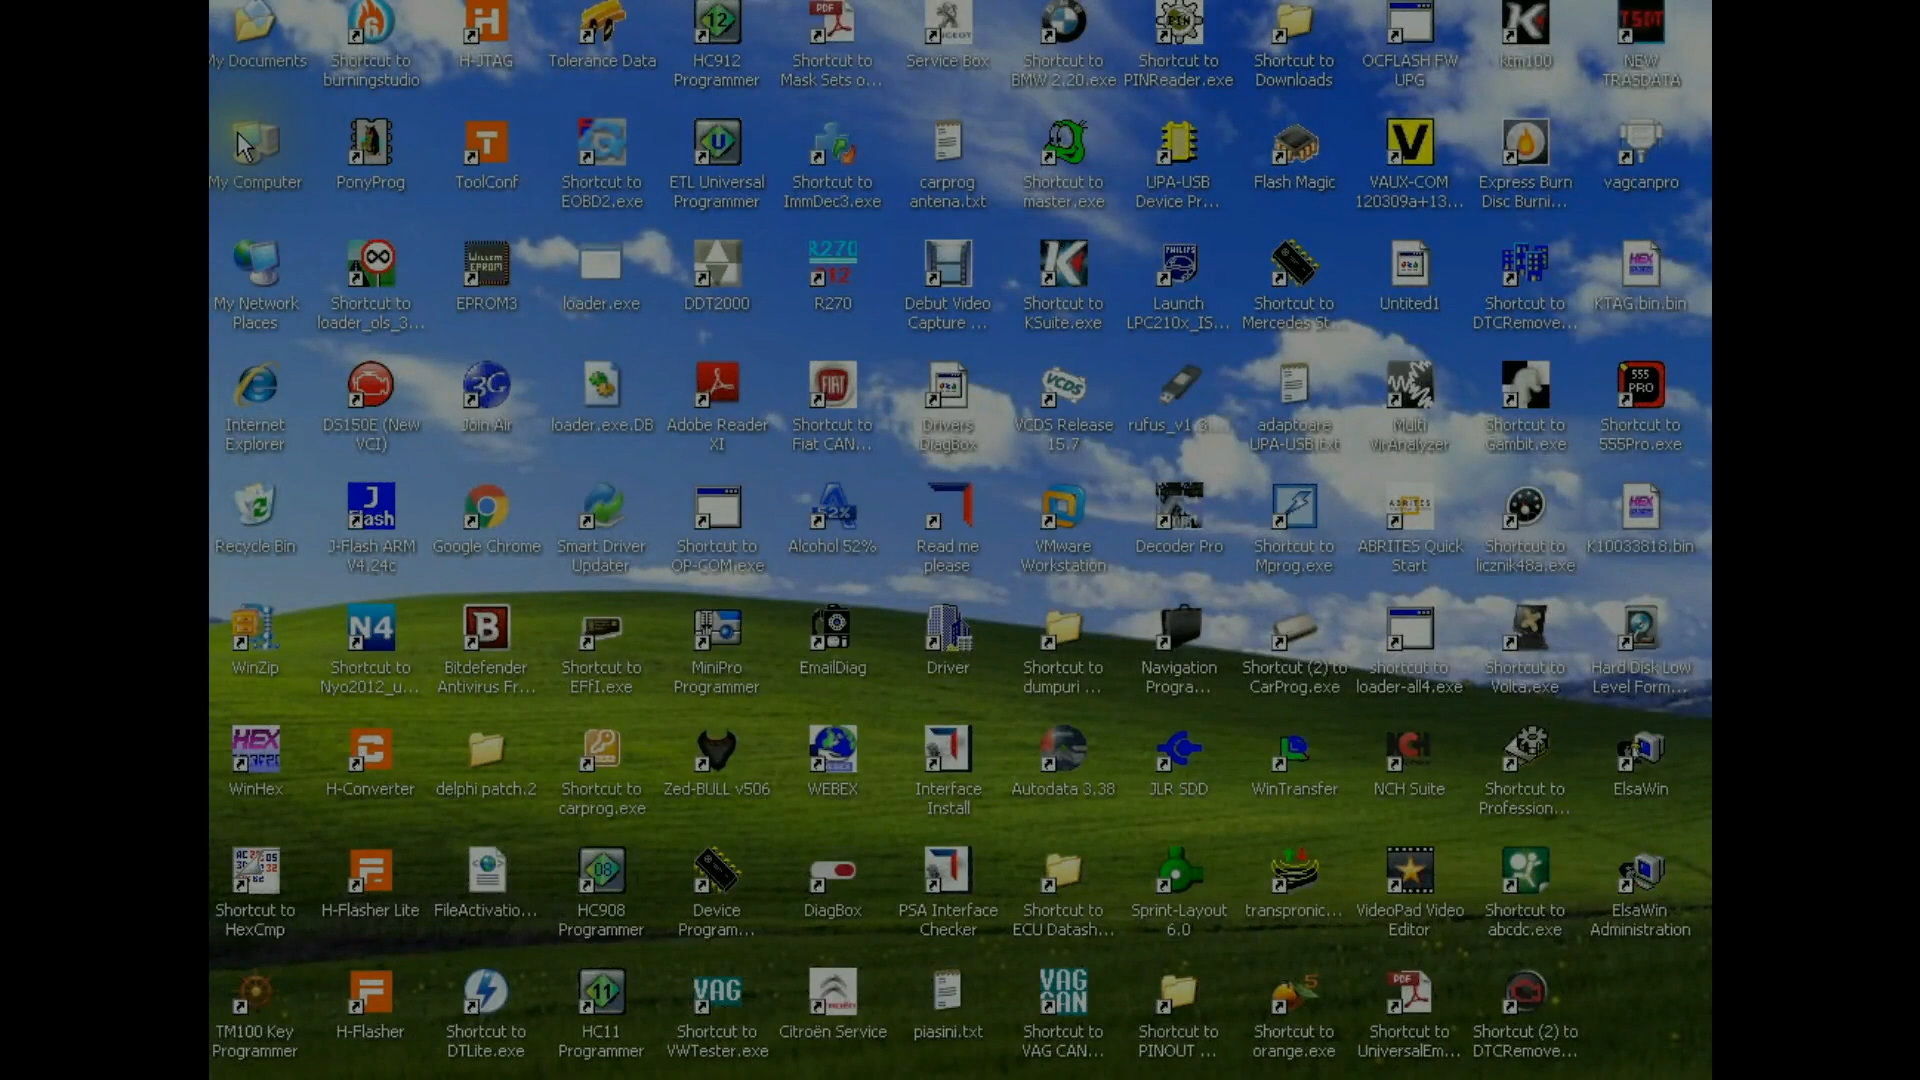 My Documents
Shortcut to
burningstudio
H-JTAG
Tolerance Data
HC912
Programmer
Shortcut to
Mask Sets o...
Service Box
Shortcut to
BMW 2.20.exe
Shortcut to
PINReader.exe
Shortcut to
Downloads
OCFLASH FW
UPG
ktm100
NEW
TRASDATA
My Computer
PonyProg
ToolConf
Shortcut to
EOBD2.exe
ETL Universal
Programmer
Shortcut to
ImmDec3.exe
carprog
antena.txt
Shortcut to
master.exe
UPA-USB
Device Pr...
Flash Magic
VAUX-COM
120309a+13...
Express Burn
Disc Burni...
vagcanpro
My Network
Places
Shortcut to
loader_ols_3...
EPROM3
loader.exe
DDT2000
R270
Debut Video
Capture ...
Shortcut to
KSuite.exe
Launch
LPC210x_IS...
Shortcut to
Mercedes St...
Untited1
Shortcut to
DTCRemove...
KTAG.bin.bin
Internet
Explorer
DS150E (New
VCI)
Join Air
loader.exe.DB
Adobe Reader
XI
Shortcut to
Fiat CAN...
Drivers
DiagBox
VCDS Release
15.7
adaptoare
UPA-USB.txt
Multi
VirAnalyzer
Shortcut to
Gambit.exe
Shortcut to
555Pro.exe
Recycle Bin
J-Flash ARM
V4.24c
Google Chrome
Smart Driver
Updater
Shortcut to
OP-COM.exe
Alcohol 52%
Read me
please
VMware
Workstation
Decoder Pro
Shortcut to
Mprog.exe
ABRITES Quick
Start
Shortcut to
licznik48a.exe
K10033818.bin
WinZip
Shortcut to
Nyo2012_u...
Bitdefender
Antivirus Fr...
Shortcut to
EFfI.exe
MiniPro
Programmer
EmailDiag
Driver
Shortcut to
dumpuri ...
Navigation
Progra...
Shortcut (2) to
CarProg.exe
shortcut to
loader-all4.exe
Shortcut to
Volta.exe
Hard Disk Low
Level Form...
WinHex
H-Converter
delphi patch.2
Shortcut to
carprog.exe
Zed-BULL v506
WEBEX
Interface
Install
Autodata 3.38
JLR SDD
WinTransfer
NCH Suite
Shortcut to
Profession...
ElsaWin
Shortcut to
HexCmp
H-Flasher Lite
FileActivatio...
HC908
Programmer
Device
Program...
DiagBox
PSA Interface
Checker
Shortcut to
ECU Datash...
Sprint-Layout
6.0
transpronic...
VideoPad Video
Editor
Shortcut to
abcdc.exe
ElsaWin
Administration
TM100 Key
Programmer
H-Flasher
Shortcut to
DTLite.exe
HC11
Programmer
Shortcut to
VWTester.exe
Citroën Service
piasini.txt
Shortcut to
VAG CAN...
Shortcut to
PINOUT ...
Shortcut to
orange.exe
Shortcut to
UniversalEm...
Shortcut (2) to
DTCRemove...